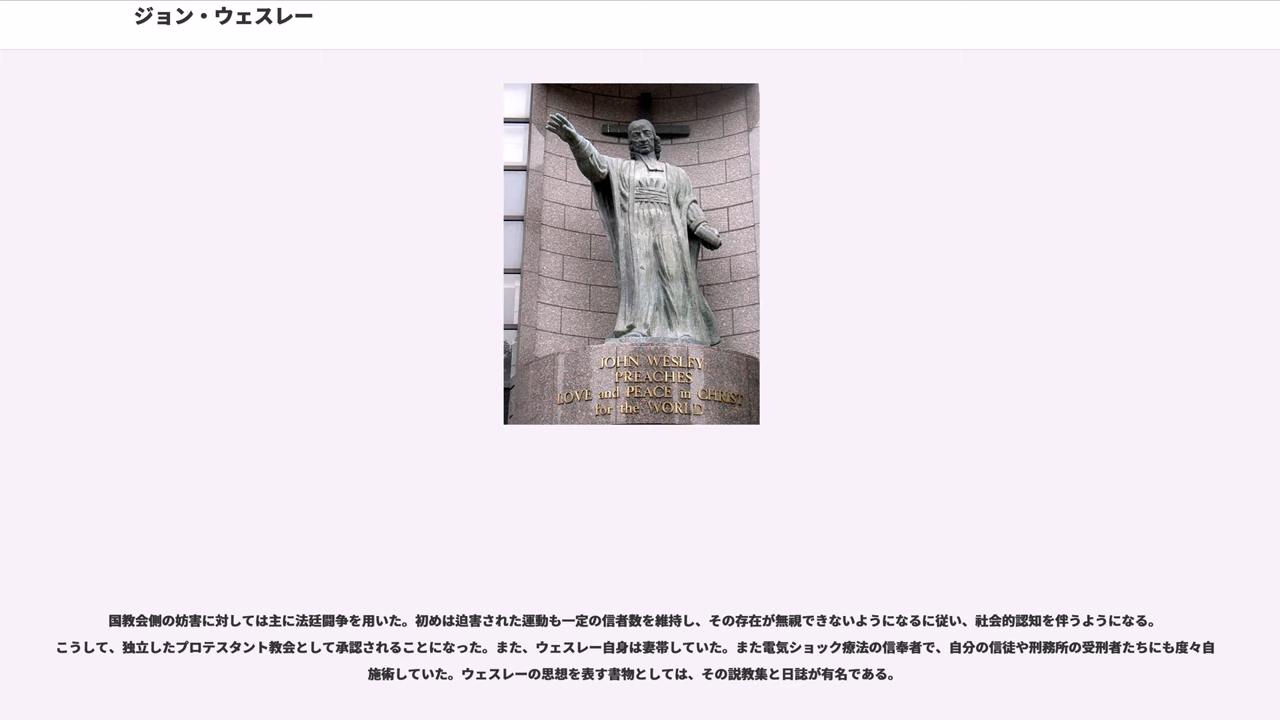 ジョン・ウェスレー
JOHN WESLEY
PREACHES
LOVE and PEACE in CHRIST
for the WORLD
国教会側の妨害に対しては主に法廷闘争を用いた。初めは迫害された運動も一定の信者数を維持し、その存在が無視できないようになるに従い、社会的認知を伴うようになる。
こうして、独立したプロテスタント教会として承認されることになった。また、ウェスレー自身は妻帯していた。また電気ショック療法の信奉者で、自分の信徒や刑務所の受刑者たちにも度々自
施術していた。ウェスレーの思想を表す書物としては、その説教集と日誌が有名である。